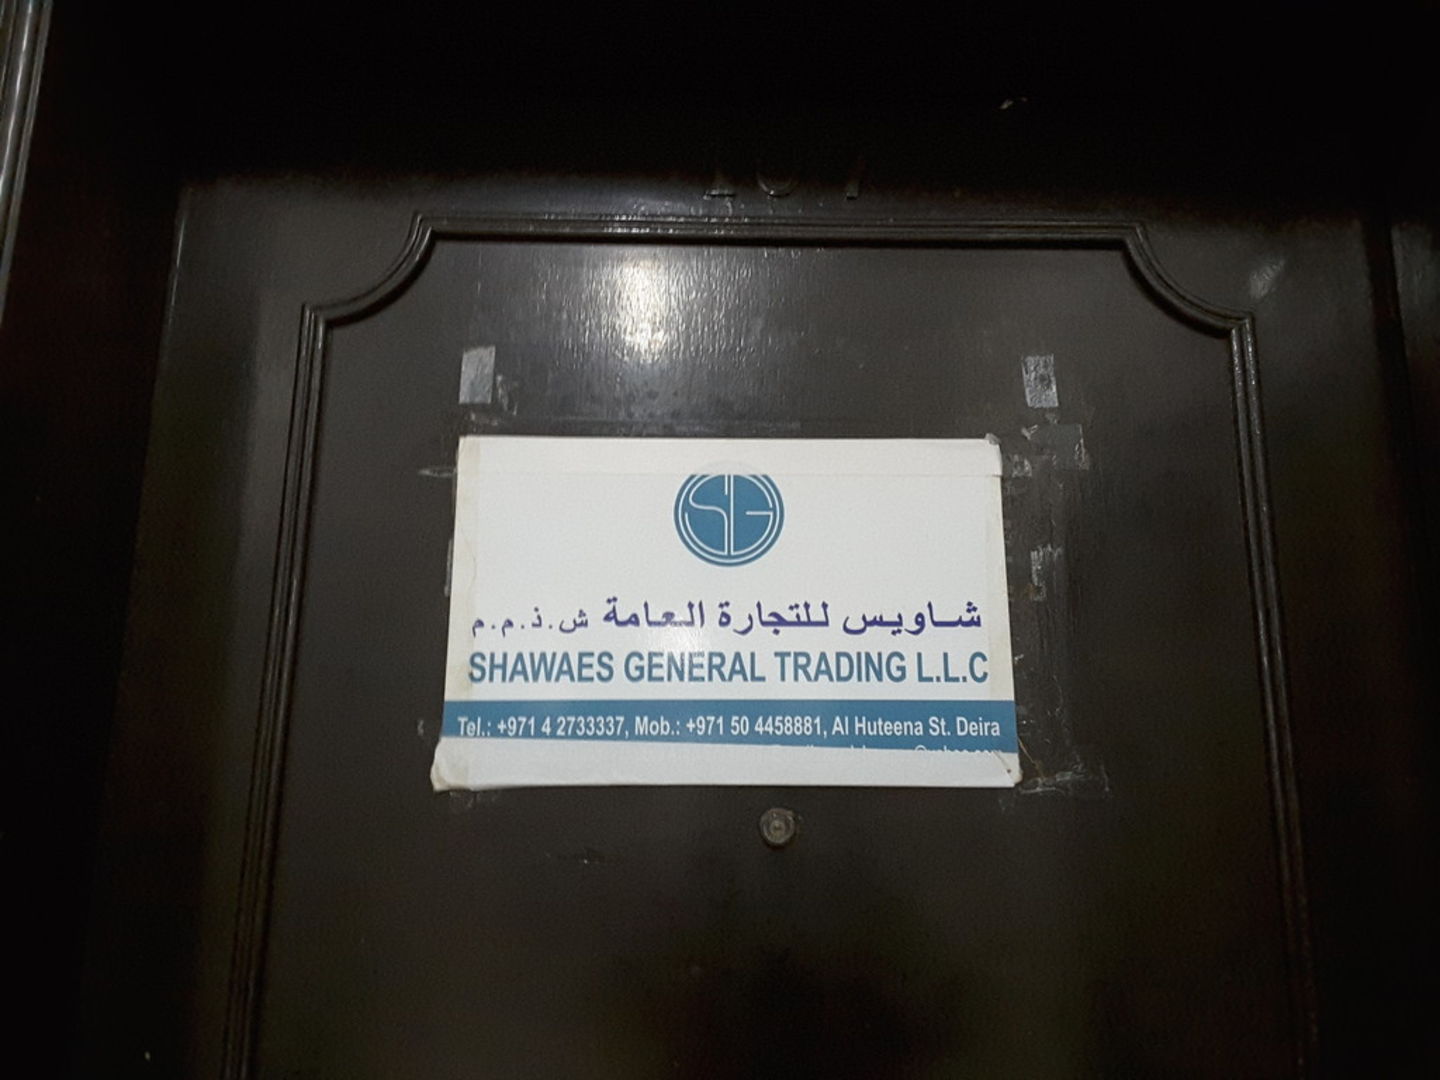 SG
شاويس للتجارة العامة ش.ذ.م.م
SHAWAES GENERAL TRADING L.L.C
Tel.: +971 4 2733337, Mob.: +971 50 4458881, Al Huteena St. Deira